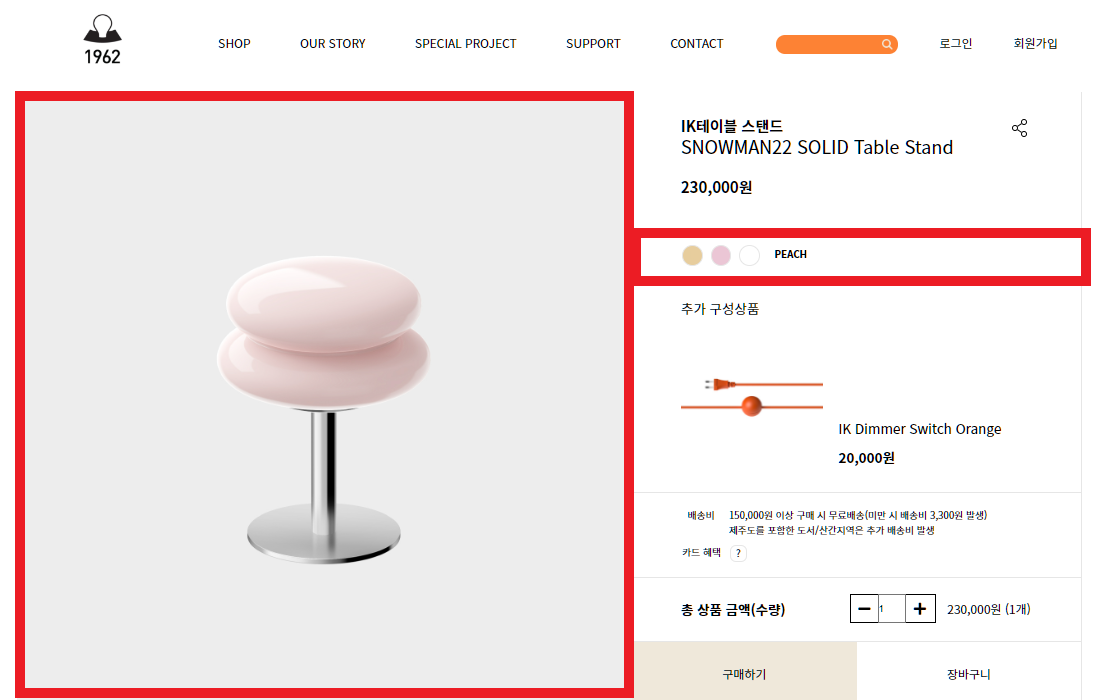 1962
SHOP OUR STORY SPECIAL PROJECT SUPPORT CONTACT 로그인 회원가입
IK테이블 스탠드
SNOWMAN22 SOLID Table Stand
230,000원
PEACH
추가 구성상품
IK Dimmer Switch Orange
20,000원
배송비 150,000원 이상 구매 시 무료배송(미만 시 배송비 3,300원 발생)
제주도를 포함한 도서/산간지역은 추가 배송비 발생
카드 혜택 ?
총 상품 금액(수량) 1 230,000원 (1개)
구매하기 장바구니